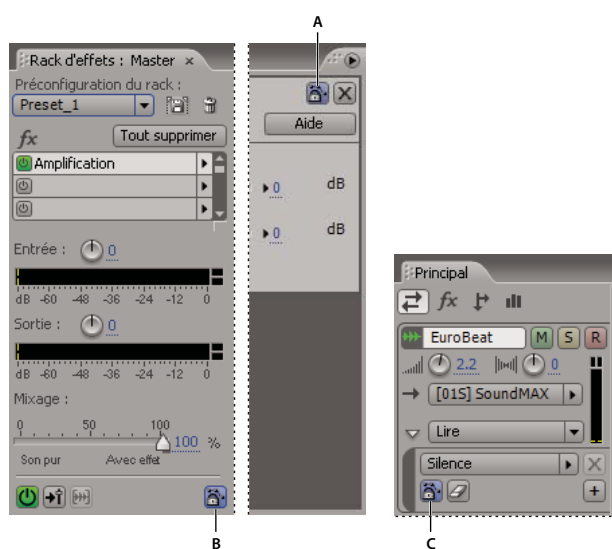 A
Rack d'effets : Master ×
Préconfiguration du rack :
Preset_1
fx Tout supprimer
Amplification
Entrée : 0
dB -60 -48 -36 -24 -12 0
Sortie : 0
dB -60 -48 -36 -24 -12 0
Mixage :
0 50 100
100 %
Son pur Avec effet
B
Aide
0 dB
0 dB
Principal
fx
EuroBeat M S R
2.2 0
[01S] SoundMAX
Lire
Silence
C